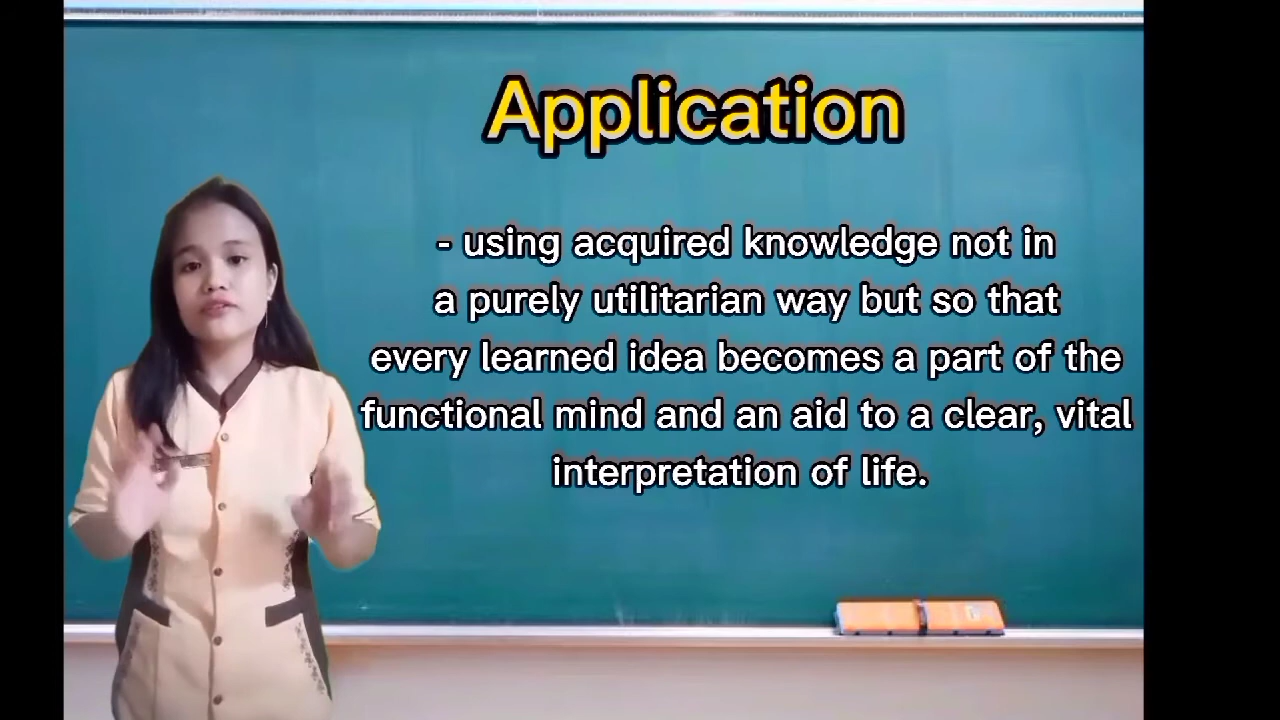 Application
- using acquired knowledge not in
a purely utilitarian way but so that
every learned idea becomes a part of the
functional mind and an aid to a clear, vital
interpretation of life.